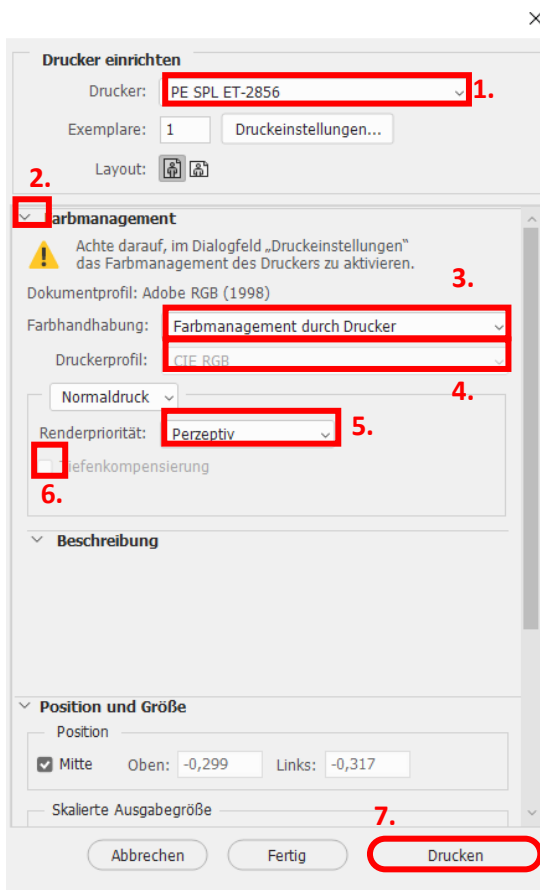 Drucker einrichten
Drucker: PE SPL ET-2856 1.
Exemplare: 1 Druckeinstellungen...
Layout:
2.
Farbmanagement
Achte darauf, im Dialogfeld „Druckeinstellungen"
das Farbmanagement des Druckers zu aktivieren.
3.
Dokumentprofil: Adobe RGB (1998)
Farbhandhabung: Farbmanagement durch Drucker
Druckerprofil: CIE RGB
4.
Normaldruck
Renderpriorität: Perzeptiv 5.
Tiefenkompensierung
6.
Beschreibung
Position und Größe
Position
Mitte Oben: -0,299 Links: -0,317
Skalierte Ausgabegröße
7.
Abbrechen Fertig Drucken